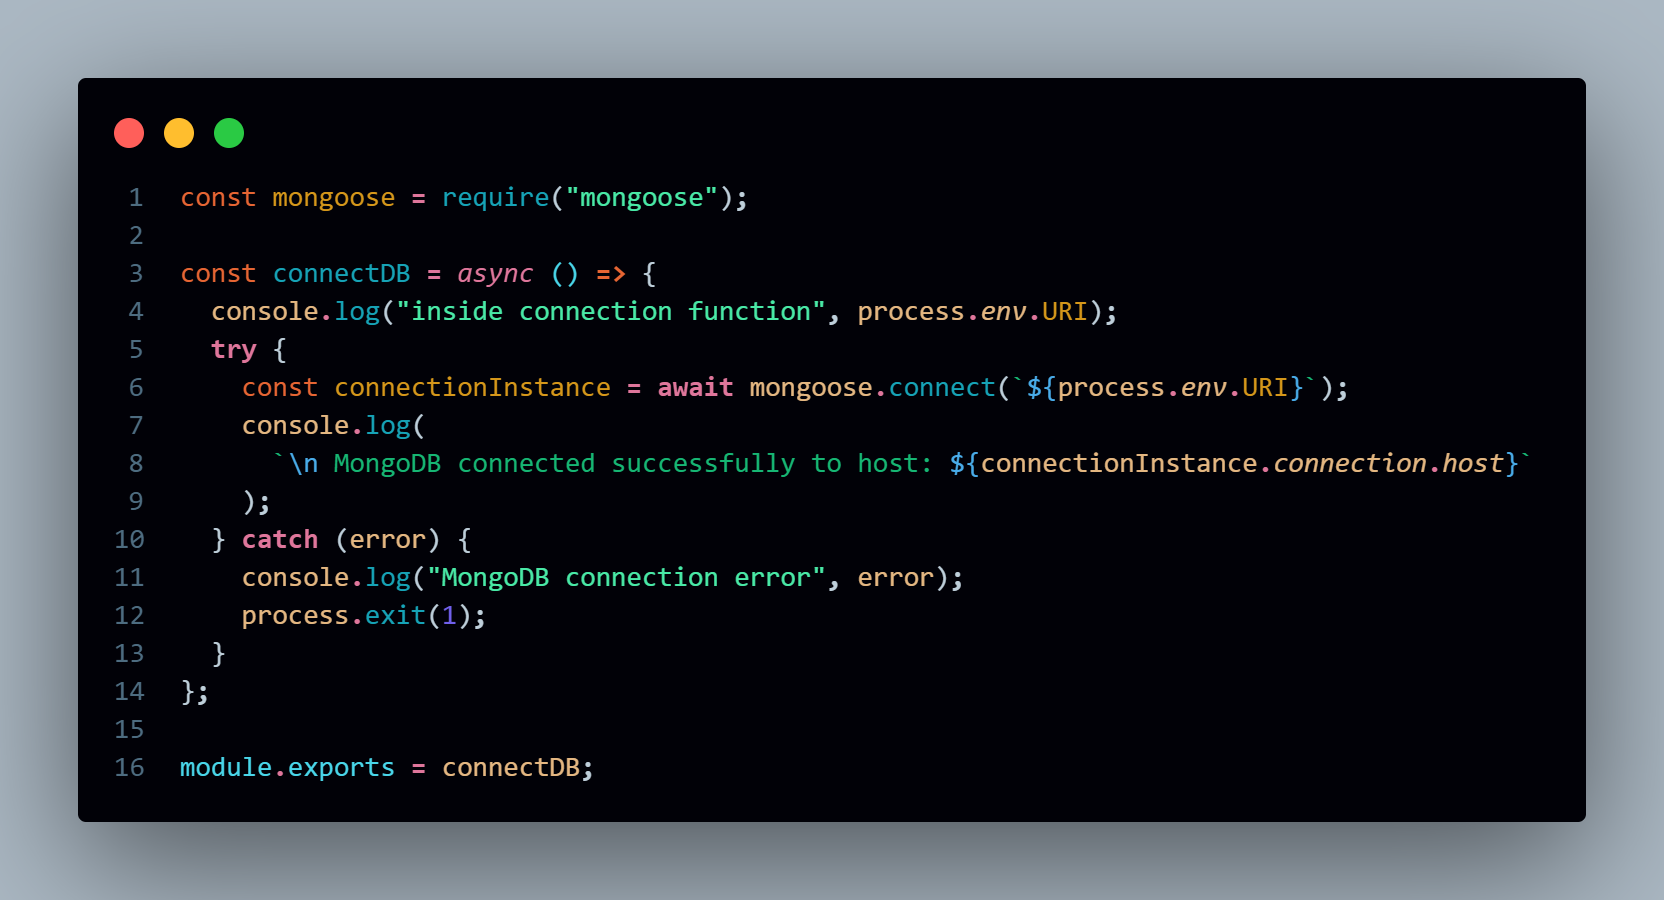 1 const mongoose = require("mongoose");
2
3 const connectDB = async () => {
4   console.log("inside connection function", process.env.URI);
5   try {
6     const connectionInstance = await mongoose.connect(`${process.env.URI}`);
7     console.log(
8       `\n MongoDB connected successfully to host: ${connectionInstance.connection.host}`
9     );
10   } catch (error) {
11     console.log("MongoDB connection error", error);
12     process.exit(1);
13   }
14 };
15
16 module.exports = connectDB;